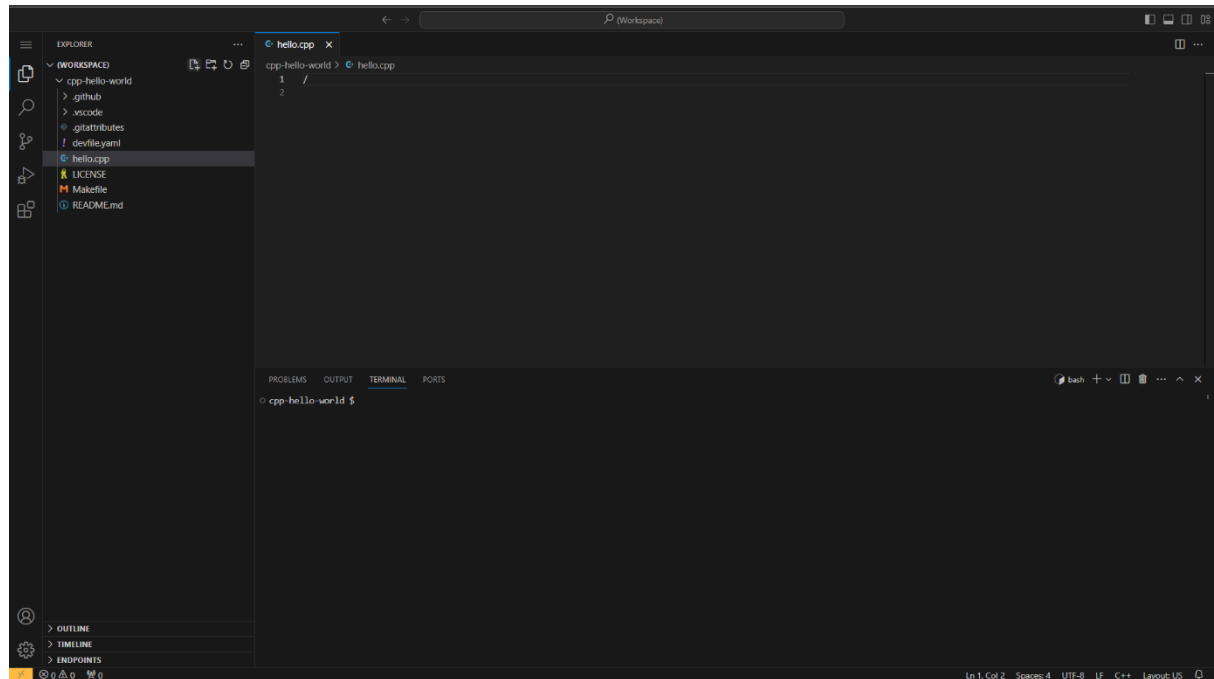 (Workspace)
EXPLORER
hello.cpp
(WORKSPACE)
cpp-hello-world > hello.cpp
cpp-hello-world
1 /
2
.github
.vscode
.gitattributes
devfile.yaml
hello.cpp
LICENSE
Makefile
README.md
PROBLEMS OUTPUT TERMINAL PORTS
bash
cpp-hello-world $
OUTLINE
TIMELINE
ENDPOINTS
0 0 0
Ln 1, Col 2 Spaces: 4 UTF-8 LF C++ Layout: US